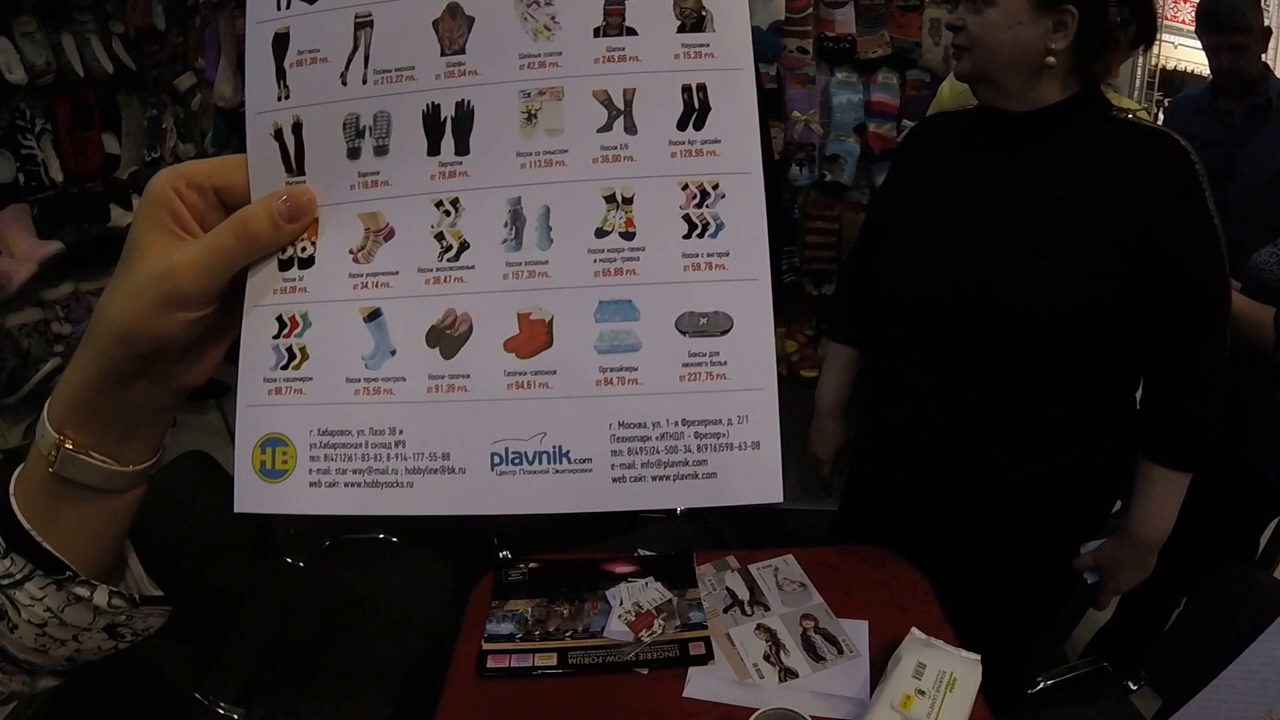 Леггинсы
от 661,30 РУБ.
Лосины вискоза
от 213,22 РУБ.
Шарфы
от 105,04 РУБ.
Шейные платки
от 42,96 РУБ.
Шапки
от 245,66 РУБ.
Наушники
от 15,39 РУБ.
Варежки
от 116,08 РУБ.
Перчатки
от 78,88 РУБ.
Носки со смыслом
от 113,59 РУБ.
Носки Х/б
от 36,00 РУБ.
Носки Арт-дизайн
от 128,95 РУБ.
Носки 3d
от 59,08 РУБ.
Носки укороченные
от 34,14 РУБ.
Носки эксклюзивные
от 36,47 РУБ.
Носки вязаные
от 157,30 РУБ.
Носки махра-пенка
и махра-травка
от 65,89 РУБ.
Носки с ангорой
от 59,78 РУБ.
Носки с кашемиром
от 98,77 РУБ.
Носки термо-контроль
от 75,56 РУБ.
Носки-тапочки
от 91,39 РУБ.
Тапочки-сапожки
от 94,61 РУБ.
Органайзеры
от 84,70 РУБ.
Боксы для
нижнего белья
от 237,75 РУБ.
HB
г. Хабаровск, ул. Лазо 3В и
ул.Хабаровская 8 склад №8
тел: 8(4212)61-83-83, 8-914-177-55-88
e-mail: star-way@mail.ru ; hobbyline@bk.ru
web сайт: www.hobbysocks.ru
plavnik.com
Центр Пляжной Экипировки
г. Москва, ул. 1-я Фрезерная, д. 2/1
(Технопарк «ИТКОЛ - Фрезер»)
тел: 8(495)24-500-34, 8(916)598-63-08
e-mail: info@plavnik.com
web сайт: www.plavnik.com
LINGERIE SHOW-FORUM